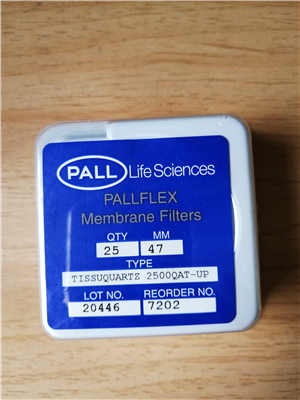 PALL Life Sciences
PALLFLEX
Membrane Filters
QTY MM
25 47
TYPE
TISSUQUARTZ 2500QAT-UP
LOT NO. REORDER NO.
20446 7202